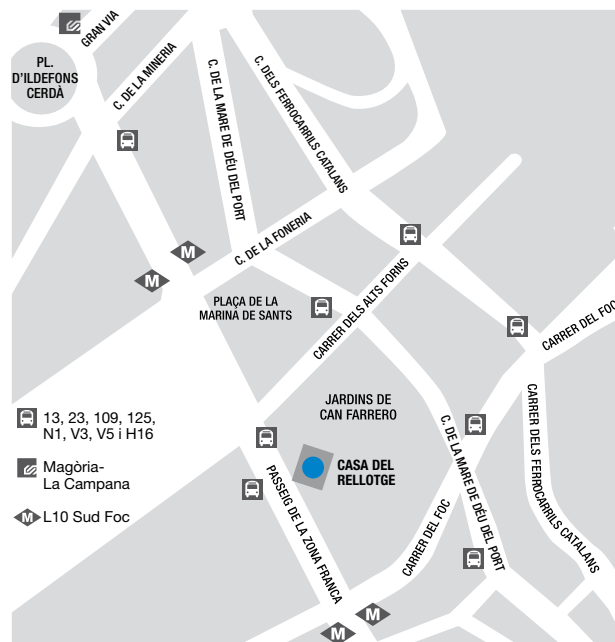 GRAN VIA
PL.
D'ILDEFONS
CERDÀ
C. DE LA MINERIA
C. DE LA MARE DE DÉU DEL PORT
C. DELS FERROCARRILS CATALANS
M
M
C. DE LA FONERIA
PLAÇA DE LA
MARINA DE SANTS
CARRER DELS ALTS FORNS
CARRER DEL FOC
JARDINS DE
CAN FARRERO
CASA DEL
RELLOTGE
C. DE LA MARE DE DÉU DEL PORT
CARRER DELS FERROCARRILS CATALANS
PASSEIG DE LA ZONA FRANCA
CARRER DEL FOC
M
M
13, 23, 109, 125,
N1, V3, V5 i H16
Magòria-
La Campana
M L10 Sud Foc